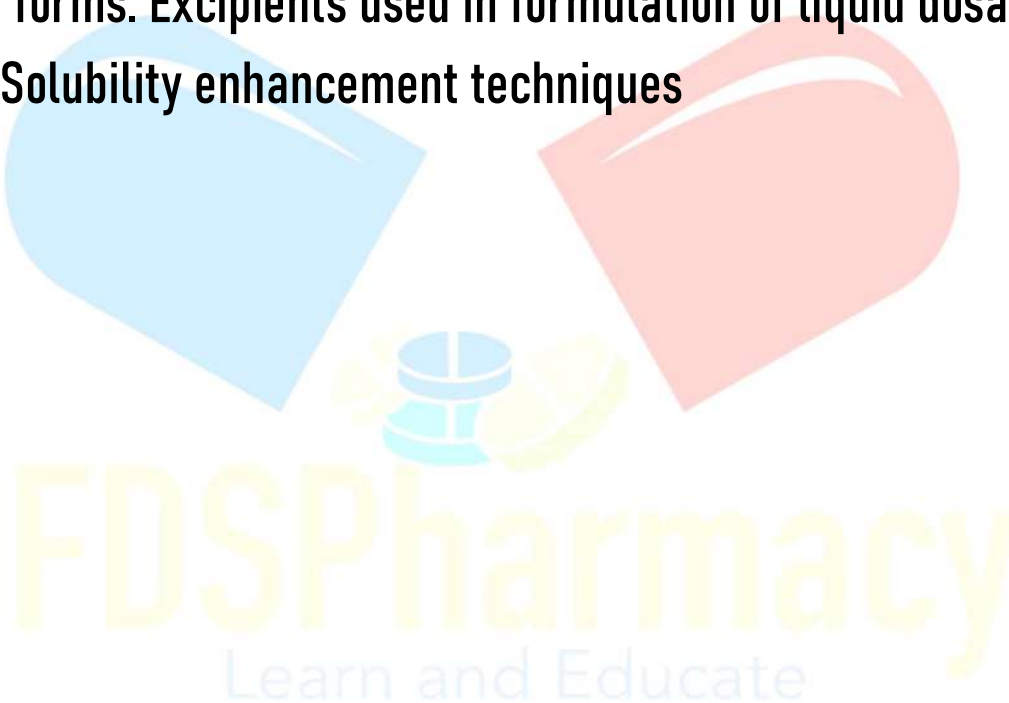 forms. Excipients used in formulation of liquid dosa
Solubility enhancement techniques
FDSPharmacy
Learn and Educate